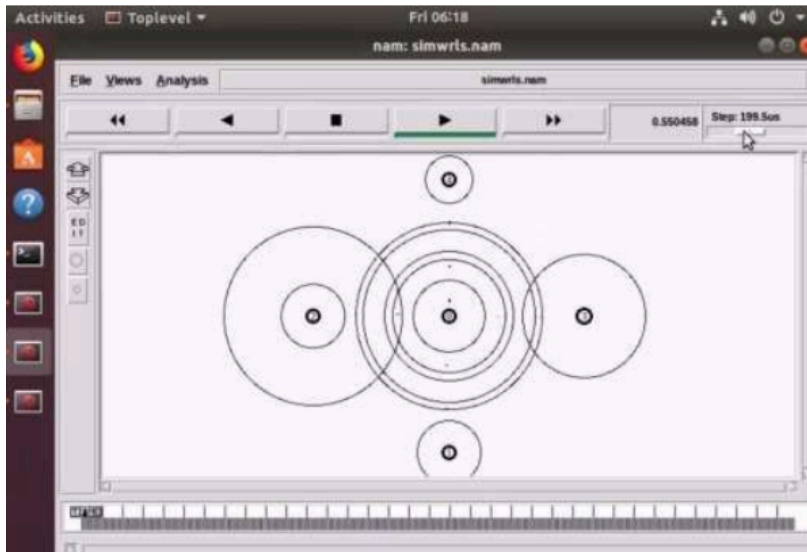 Activities Toplevel Fri 06:18
nam: simwrls.nam
File Views Analysis simwrls.nam
0.550458 Step: 199.5us